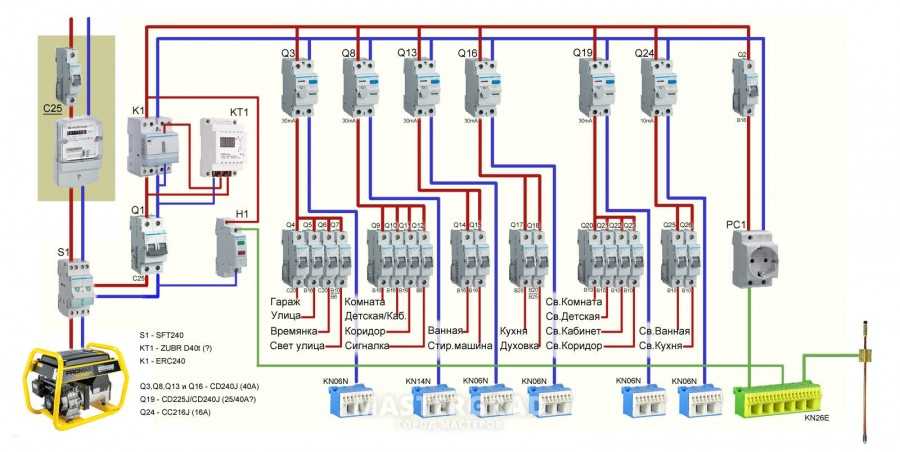 Q3
Q8
Q13
Q16
Q19
Q24
Q2
C25
K1
KT1
30mA
30mA
30mA
30mA
30mA
10mA
B16
Q1
H1
S1
C25
PC1
Q4 Q5 Q6 Q7
Q9 Q10 Q11 Q12
Q14 Q15
Q17 Q18
Q20 Q21 Q22 Q23
Q25 Q26
Гараж
Улица
Времянка
Свет улица
Комната
Детская/Каб.
Коридор
Сигналка
Ванная
Стир.машина
Кухня
Духовка
Св.Комната
Св.Детская
Св.Кабинет
Св.Коридор
Св.Ванная
Св.Кухня
S1 - SFT240
KT1 - ZUBR D40t (?)
K1 - ERC240
Q3,Q8,Q13 и Q16 - CD240J (40A)
Q19 - CD225J/CD240J (25/40A?)
Q24 - CC216J (16A)
KN06N
KN14N
KN06N
KN06N
KN06N
KN06N
KN26E
MASTERGRAD
ГОРОД МАСТЕРОВ